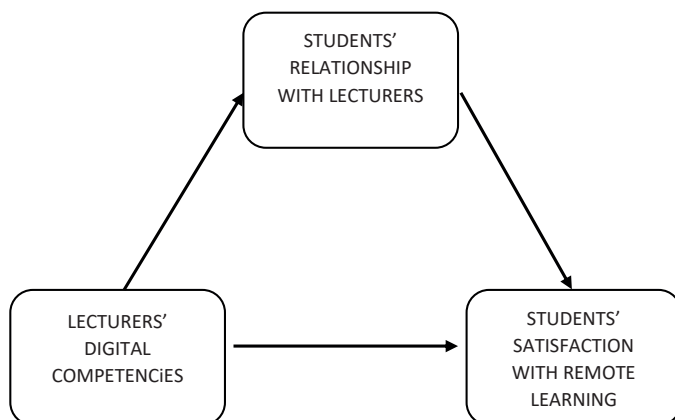 STUDENTS’
RELATIONSHIP
WITH LECTURERS
LECTURERS’
DIGITAL
COMPETENCiES
STUDENTS’
SATISFACTION
WITH REMOTE
LEARNING